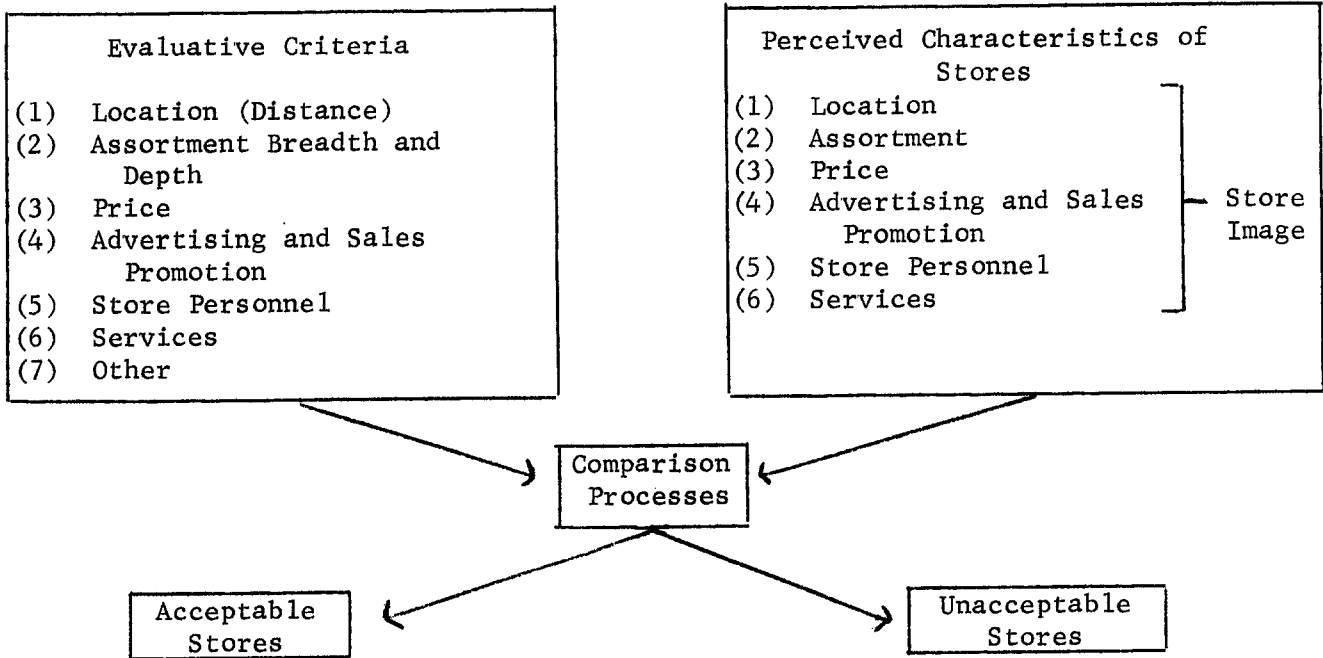 Evaluative Criteria
(1) Location (Distance)
(2) Assortment Breadth and
Depth
(3) Price
(4) Advertising and Sales
Promotion
(5) Store Personnel
(6) Services
(7) Other
Perceived Characteristics of
Stores
(1) Location
(2) Assortment
(3) Price
(4) Advertising and Sales
Promotion
(5) Store Personnel
(6) Services
Store
Image
Comparison
Processes
Acceptable
Stores
Unacceptable
Stores